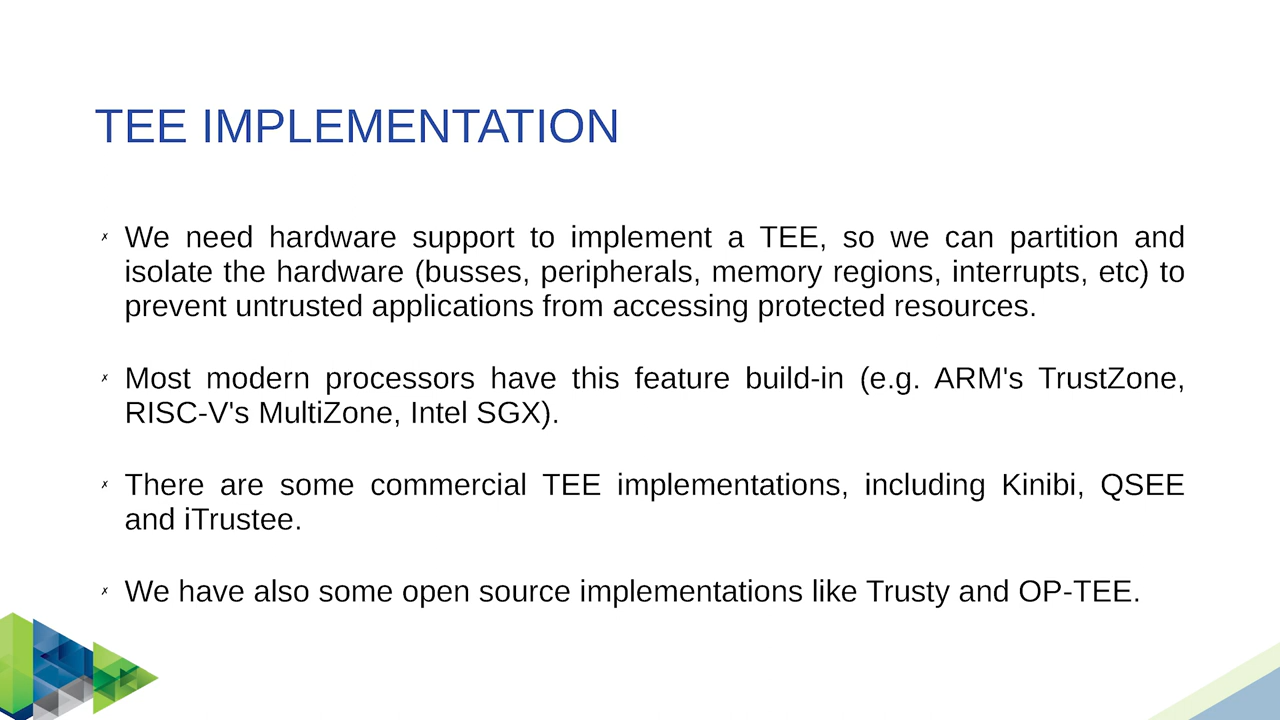 TEE IMPLEMENTATION
✗ We need hardware support to implement a TEE, so we can partition and
isolate the hardware (busses, peripherals, memory regions, interrupts, etc) to
prevent untrusted applications from accessing protected resources.
✗ Most modern processors have this feature build-in (e.g. ARM's TrustZone,
RISC-V's MultiZone, Intel SGX).
✗ There are some commercial TEE implementations, including Kinibi, QSEE
and iTrustee.
✗ We have also some open source implementations like Trusty and OP-TEE.